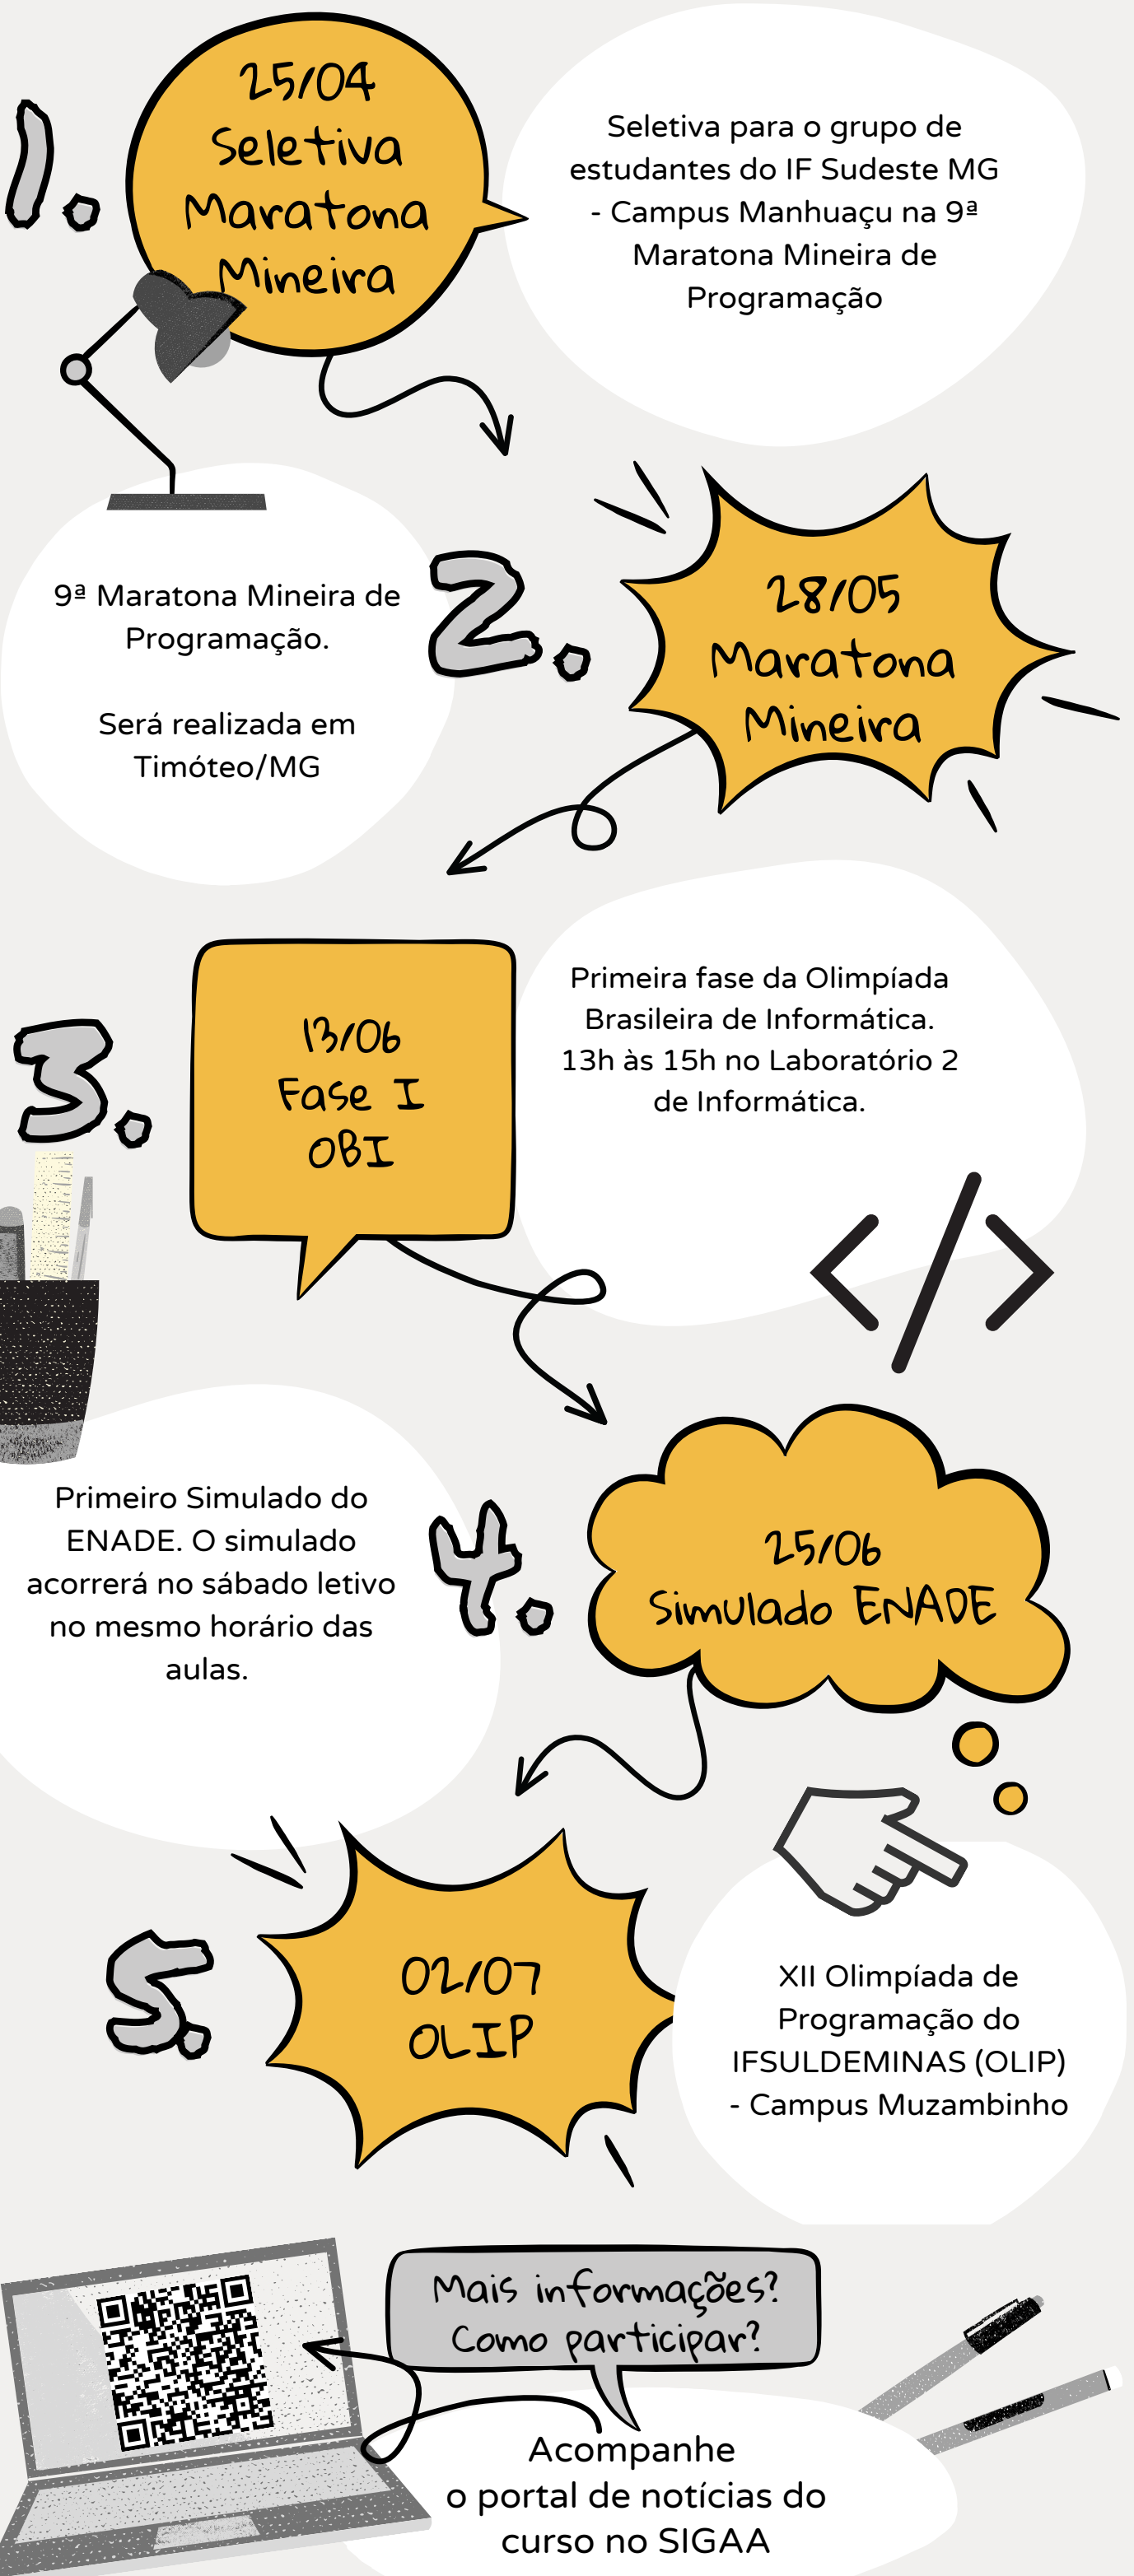 1.
25/04
Seletiva
Maratona
Mineira
Seletiva para o grupo de
estudantes do IF Sudeste MG
- Campus Manhuaçu na 9ª
Maratona Mineira de
Programação
2.
28/05
Maratona
Mineira
9ª Maratona Mineira de
Programação.
Será realizada em
Timóteo/MG
3.
13/06
Fase I
OBI
Primeira fase da Olimpíada
Brasileira de Informática.
13h às 15h no Laboratório 2
de Informática.
</>
4.
25/06
Simulado ENADE
Primeiro Simulado do
ENADE. O simulado
acorrerá no sábado letivo
no mesmo horário das
aulas.
5.
02/07
OLIP
XII Olimpíada de
Programação do
IFSULDEMINAS (OLIP)
- Campus Muzambinho
Mais informações?
Como participar?
Acompanhe
o portal de notícias do
curso no SIGAA